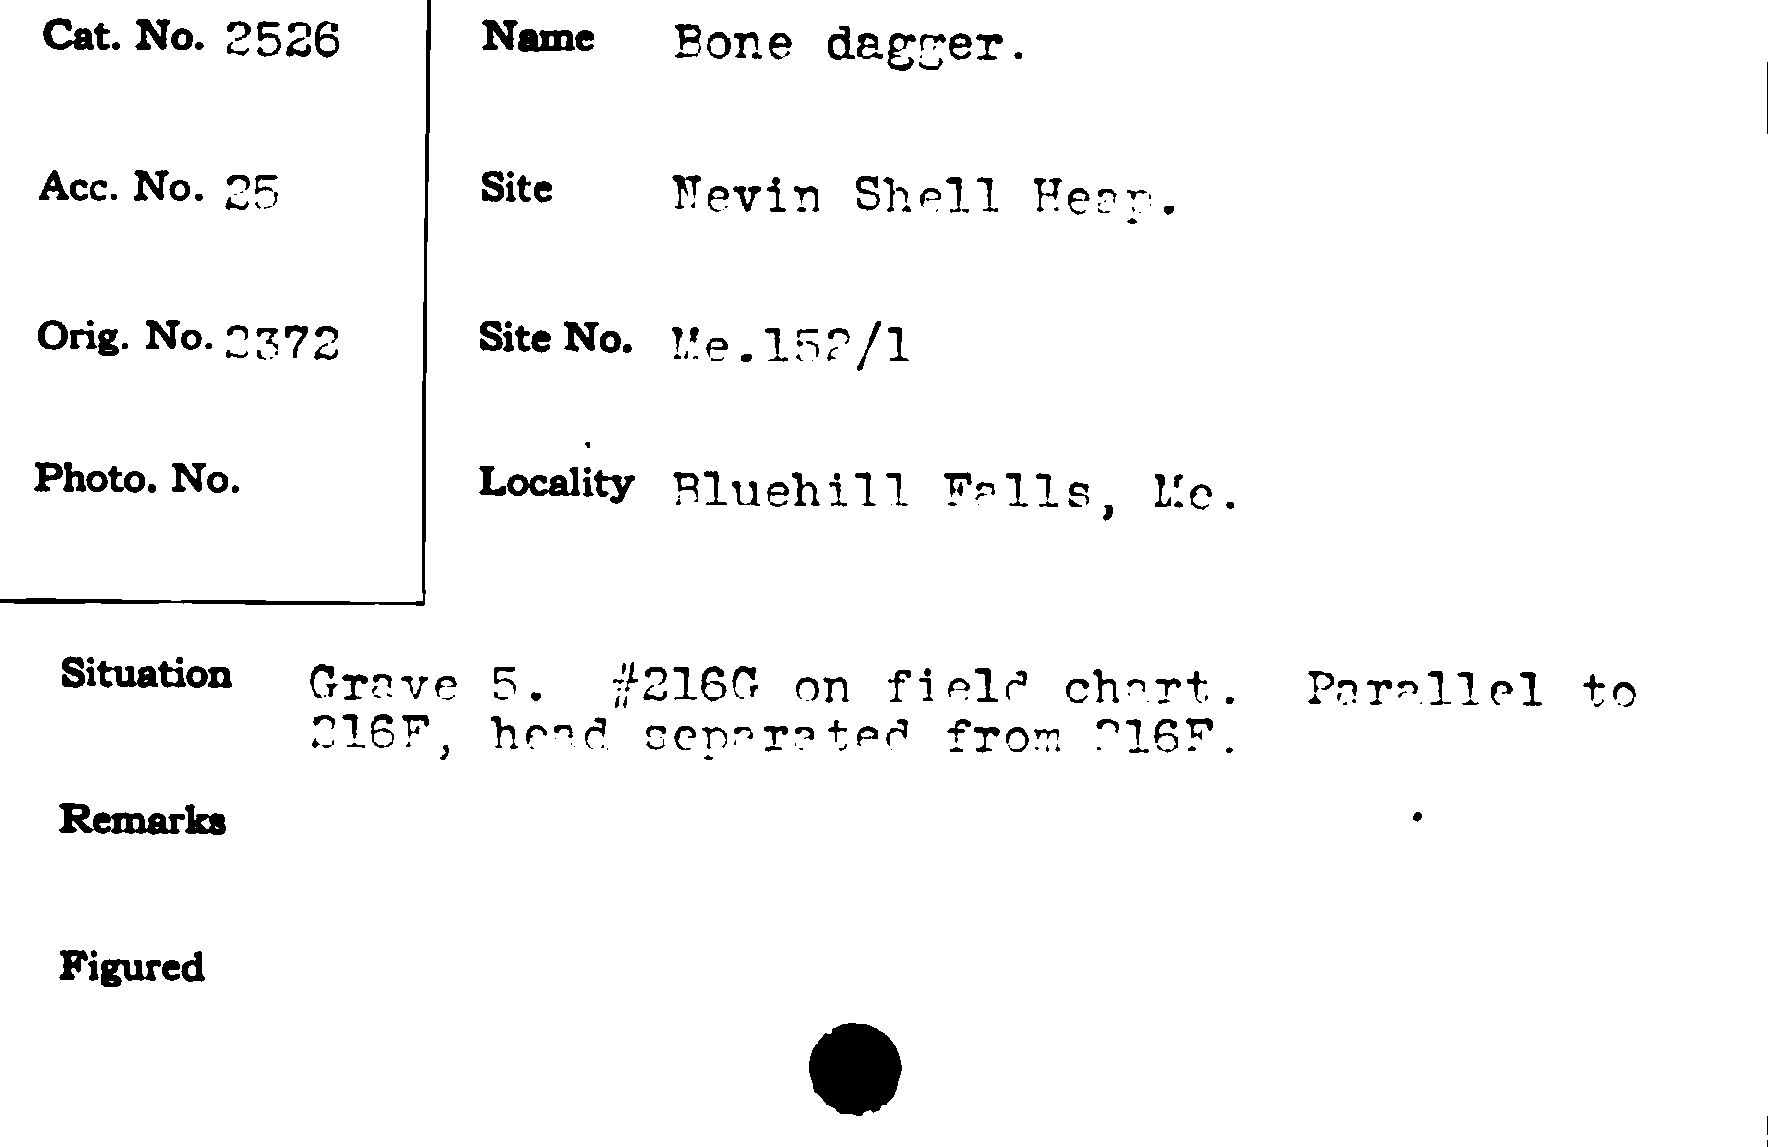 Cat. No. 2526
Name Bone dagger.
Acc. No. 25
Site Nevin Shell Heap.
Orig. No. 2372
Site No. Me.152/1
Photo. No.
Locality Bluehill Falls, Me.
Situation Grave 5. #216G on field chart. Parallel to
216F, head separated from 216F.
Remarks
Figured